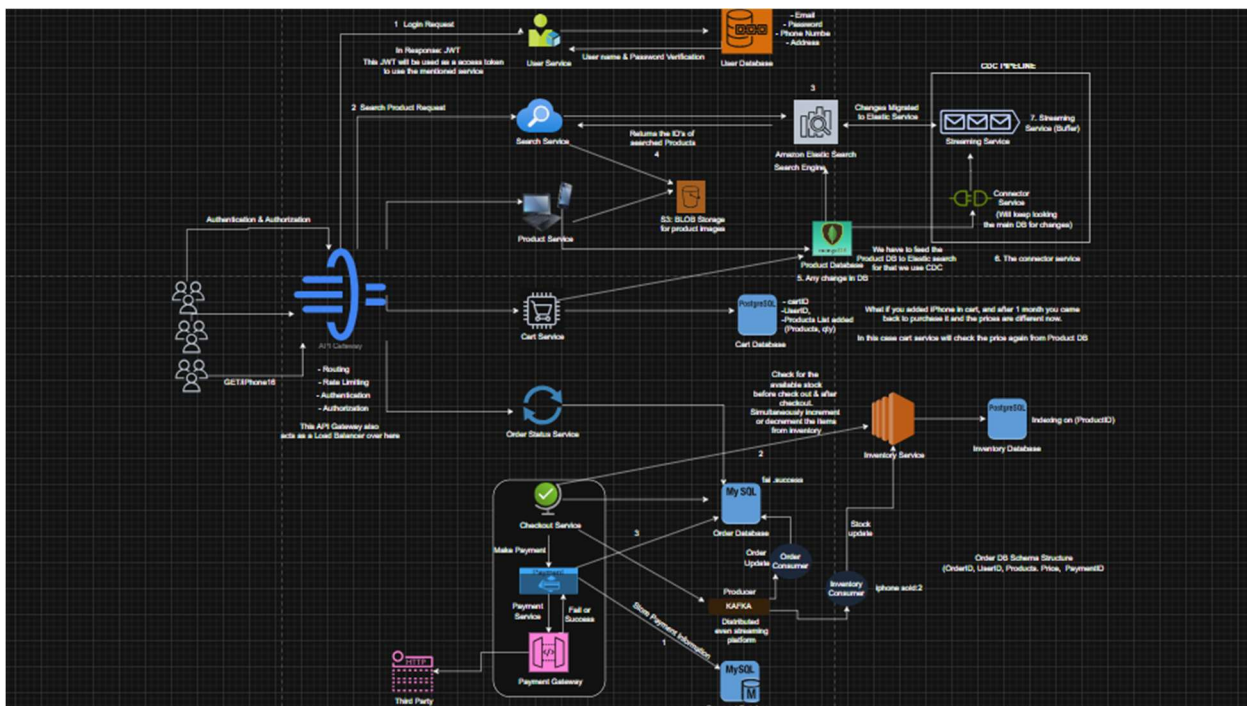 1 Login Request
In Response: JWT
This JWT will be used as a access token
to use the mentioned service
User Service
User name & Password Verification
- Email
- Password
- Phone Numbe
- Address
User Database
2 Search Product Request
Search Service
Returns the ID's of
searched Products
4
3
Amazon Elastic Search
Search Engine
Changes Migrated
to Elastic Service
CDC PIPELINE
7. Streaming
Service (Buffer)
Streaming Service
Connector
Service
(Will keep looking
the main DB for changes)
6. The connector service
Product Service
S3: BLOB Storage
for product images
Product Database
5. Any change in DB
We have to feed the
Product DB to Elastic search
for that we use CDC
Authentication & Authorization
API Gateway
GET/iPhone16
- Routing
- Rate Limiting
- Authentication
- Authorization
This API Gateway also
acts as a Load Balancer over here
Cart Service
PostgreSQL
- cartID
-UserID,
-Products List added
(Products, qty)
Cart Database
What if you added iPhone in cart, and after 1 month you came
back to purchase it and the prices are different now.
In this case cart service will check the price again from Product DB
Order Status Service
Check for the
available stock
before check out & after
checkout.
Simultaneously increment
or decrement the items
from inventory
2
Inventory Service
PostgreSQL
Indexing on (ProductID)
Inventory Database
Checkout Service
fai ,success
My SQL
Order Database
3
Make Payment
Payment
Service
Fail or
Success
Payment Gateway
HTTP
Third Party
Store Payment Information
1
MySQL
M
Order
Update
Order
Consumer
Producer
KAFKA
Distributed
even streaming
platform
Stock
update
Inventory
Consumer
iphone sold:2
Order DB Schema Structure
(OrderID, UserID, Products. Price, PaymentID